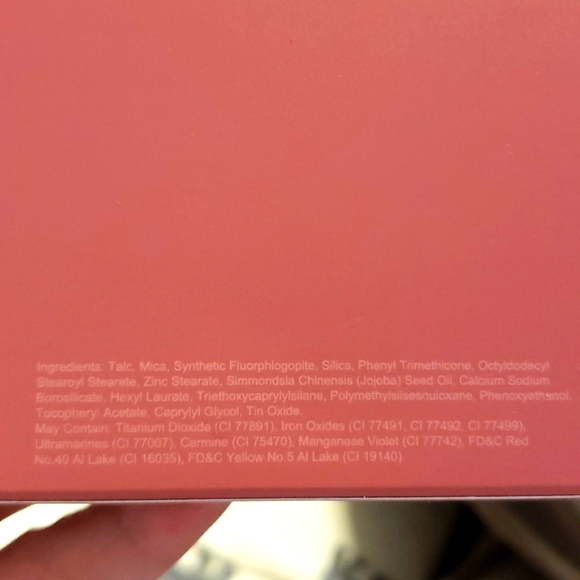 Ingredients: Talc, Mica, Synthetic Fluorphlogopite, Silica, Phenyl Trimethicone, Octyldodecyl
Stearoyl Stearate, Zinc Stearate, Simmondsia Chinensis (Jojoba) Seed Oil, Calcium Sodium
Borosilicate, Hexyl Laurate, Triethoxycaprylylsilane, Polymethylsilsesquioxane, Phenoxyethanol,
Tocopheryl Acetate, Caprylyl Glycol, Tin Oxide.
May Contain: Titanium Dioxide (CI 77891), Iron Oxides (CI 77491, CI 77492, CI 77499),
Ultramarines (CI 77007), Carmine (CI 75470), Manganese Violet (CI 77742), FD&C Red
No.40 Al Lake (CI 16035), FD&C Yellow No.5 Al Lake (CI 19140).